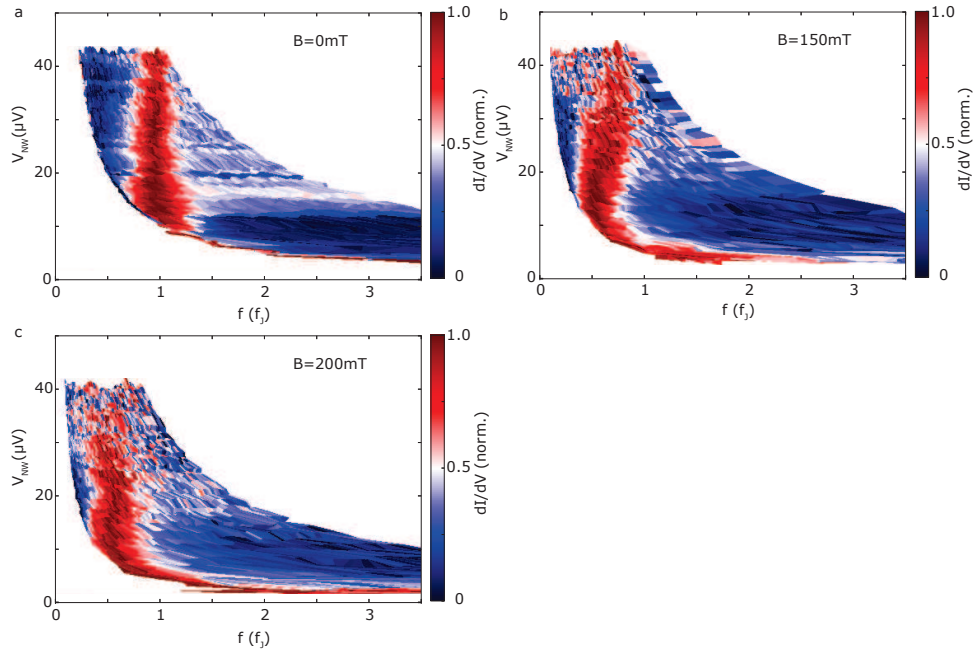 a
B=0mT
V_NW(μV)
40
20
0
0 1 2 3
f (f_J)
1.0
0.5
0
dI/dV (norm.)
b
B=150mT
V_NW(μV)
40
20
0
0 1 2 3
f (f_J)
1.0
0.5
0
dI/dV (norm.)
c
B=200mT
V_NW(μV)
40
20
0
0 1 2 3
f (f_J)
1.0
0.5
0
dI/dV (norm.)